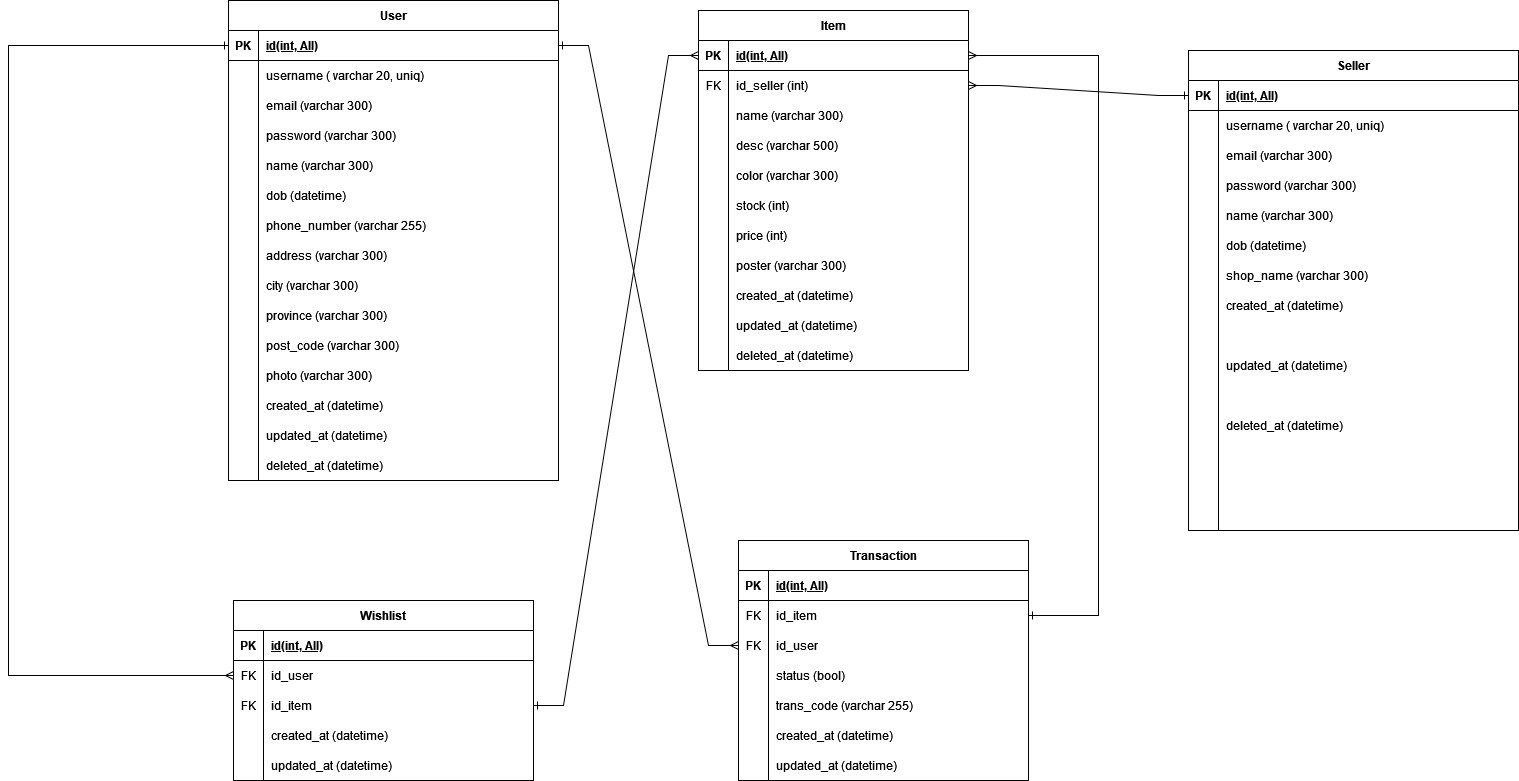 User
PK id(int, AII)
username ( varchar 20, uniq)
email (varchar 300)
password (varchar 300)
name (varchar 300)
dob (datetime)
phone_number (varchar 255)
address (varchar 300)
city (varchar 300)
province (varchar 300)
post_code (varchar 300)
photo (varchar 300)
created_at (datetime)
updated_at (datetime)
deleted_at (datetime)
Item
PK id(int, AII)
FK id_seller (int)
name (varchar 300)
desc (varchar 500)
color (varchar 300)
stock (int)
price (int)
poster (varchar 300)
created_at (datetime)
updated_at (datetime)
deleted_at (datetime)
Seller
PK id(int, AII)
username ( varchar 20, uniq)
email (varchar 300)
password (varchar 300)
name (varchar 300)
dob (datetime)
shop_name (varchar 300)
created_at (datetime)
updated_at (datetime)
deleted_at (datetime)
Wishlist
PK id(int, AII)
FK id_user
FK id_item
created_at (datetime)
updated_at (datetime)
Transaction
PK id(int, AII)
FK id_item
FK id_user
status (bool)
trans_code (varchar 255)
created_at (datetime)
updated_at (datetime)